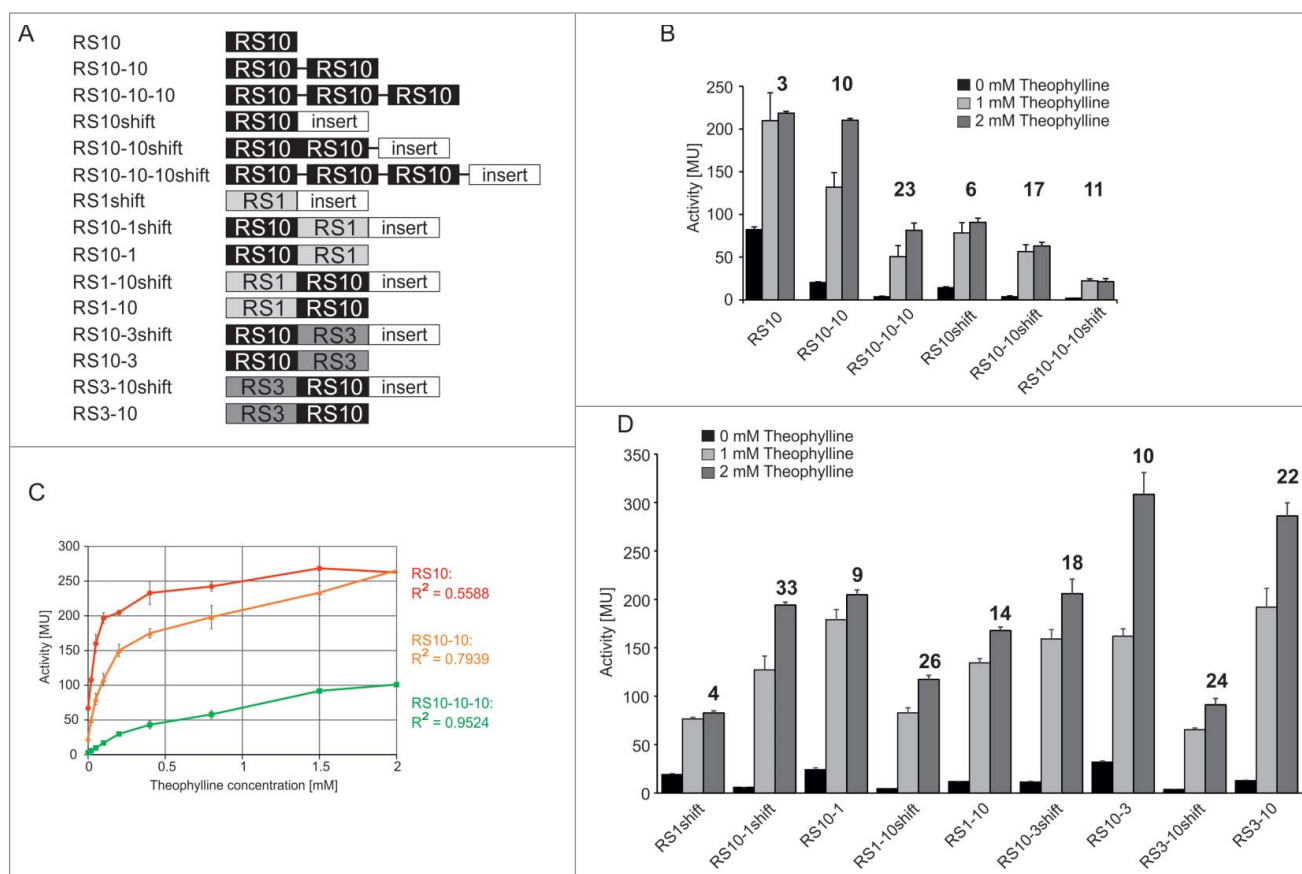 A
RS10 RS10
RS10-10 RS10 RS10
RS10-10-10 RS10 RS10 RS10
RS10shift RS10 insert
RS10-10shift RS10 RS10 insert
RS10-10-10shift RS10 RS10 RS10 insert
RS1shift RS1 insert
RS10-1shift RS10 RS1 insert
RS10-1 RS10 RS1
RS1-10shift RS1 RS10 insert
RS1-10 RS1 RS10
RS10-3shift RS10 RS3 insert
RS10-3 RS10 RS3
RS3-10shift RS3 RS10 insert
RS3-10 RS3 RS10
B
0 mM Theophylline
1 mM Theophylline
2 mM Theophylline
Activity [MU]
250
200
150
100
50
0
3 10 23 6 17 11
RS10 RS10-10 RS10-10-10 RS10shift RS10-10shift RS10-10-10shift
C
Activity [MU]
300
250
200
150
100
50
0
0 0.5 1 1.5 2
Theophylline concentration [mM]
RS10:
R² = 0.5588
RS10-10:
R² = 0.7939
RS10-10-10:
R² = 0.9524
D
0 mM Theophylline
1 mM Theophylline
2 mM Theophylline
Activity [MU]
350
300
250
200
150
100
50
0
4 33 9 26 14 18 10 24 22
RS1shift RS10-1shift RS10-1 RS1-10shift RS1-10 RS10-3shift RS10-3 RS3-10shift RS3-10